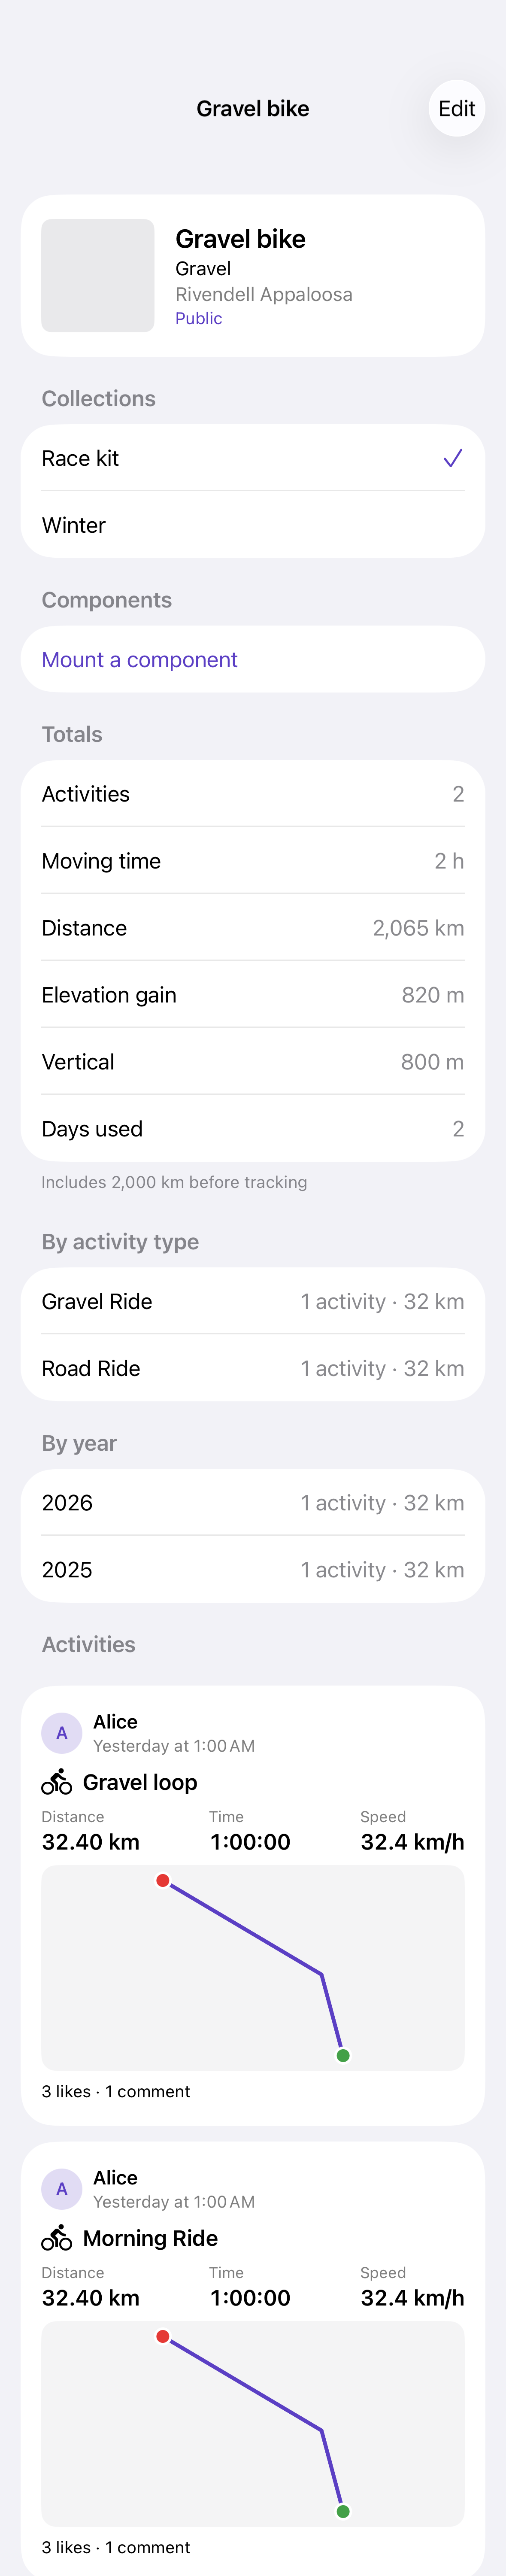 Gravel bike
Edit
Gravel bike
Gravel
Rivendell Appaloosa
Public
Collections
Race kit
Winter
Components
Mount a component
Totals
Activities 2
Moving time 2 h
Distance 2,065 km
Elevation gain 820 m
Vertical 800 m
Days used 2
Includes 2,000 km before tracking
By activity type
Gravel Ride 1 activity · 32 km
Road Ride 1 activity · 32 km
By year
2026 1 activity · 32 km
2025 1 activity · 32 km
Activities
A
Alice
Yesterday at 1:00 AM
Gravel loop
Distance Time Speed
32.40 km 1:00:00 32.4 km/h
3 likes · 1 comment
A
Alice
Yesterday at 1:00 AM
Morning Ride
Distance Time Speed
32.40 km 1:00:00 32.4 km/h
3 likes · 1 comment